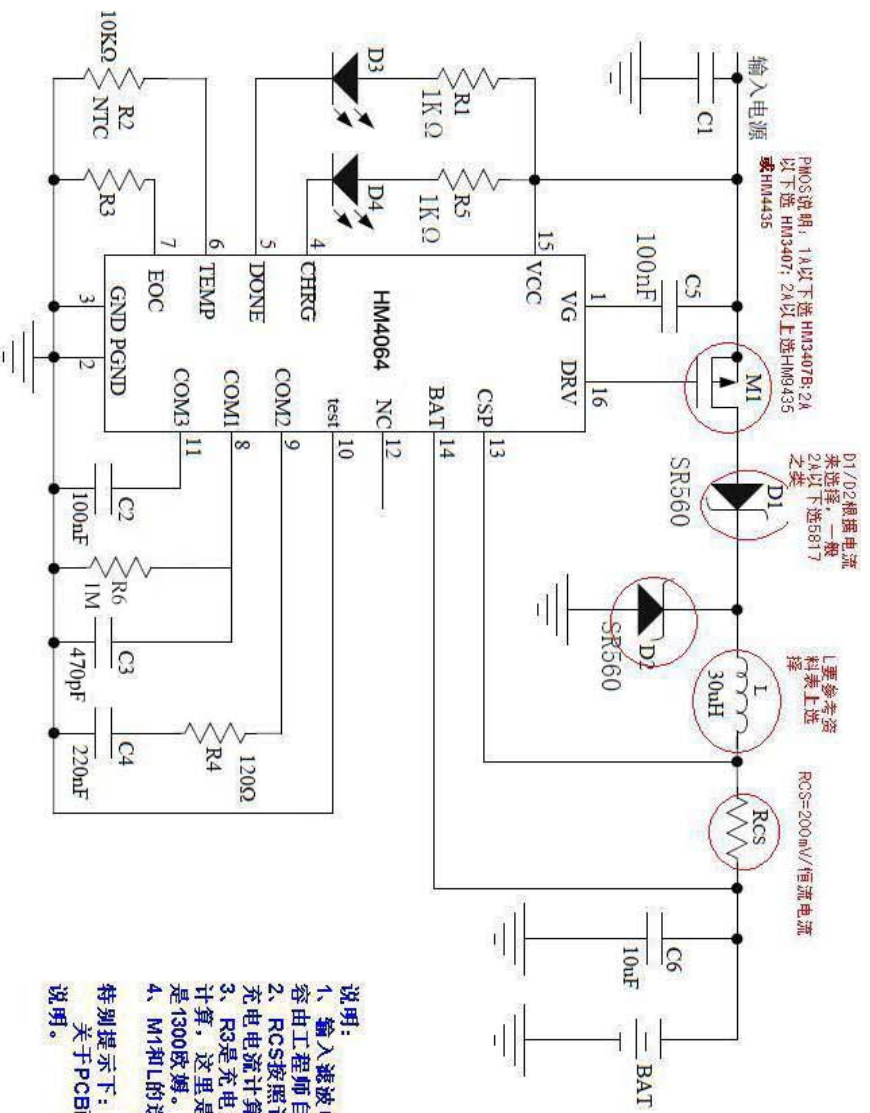 输入电源
C1
PMOS说明：1A以下选HM3407B;2A
以下选 HM3407；2A以上选HM9435
或HM4435
M1
D1/D2根据电流
来选择，一般
2A以下选5817
之类
D1
SR560
D2
SR560
L要参考资
料表上选
择
L
30uH
RCS=200mV/恒流电流
Rcs
C6
10uF
BAT
C5
100nF
R1
1KΩ
R5
1KΩ
D3
D4
10KΩ
R2
NTC
R3
15
1
16
VCC
VG
DRV
4
CHRG
5
DONE
6
TEMP
7
EOC
HM4064
CSP
13
BAT
14
NC
12
test
10
COM2
9
COM1
8
COM3
11
GND
3
PGND
2
C2
100nF
R6
1M
C3
470pF
R4
120Ω
C4
220nF
说明：
1、输入滤波
容由工程师自
2、RCS按照
充电电流计算
3、R3是充电
计算，这里是
是1300欧姆。
4、M1和L的
特别提示下：
关于PCB
说明。